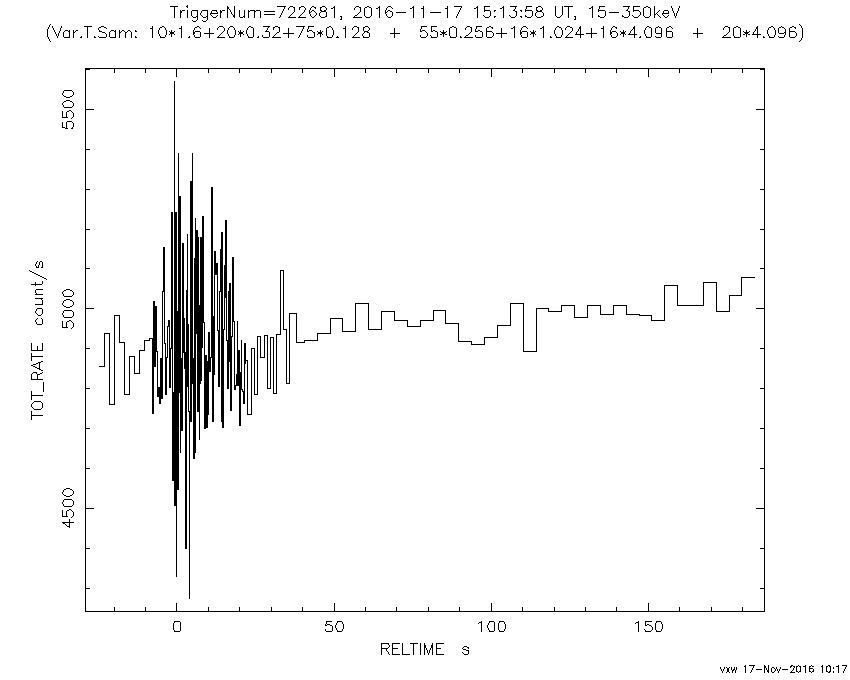 TriggerNum=722681, 2016-11-17 15:13:58 UT, 15-350keV
(Var.T.Sam: 10*1.6+20*0.32+75*0.128 + 55*0.256+16*1.024+16*4.096 + 20*4.096)
5500
5000
4500
TOT_RATE count/s
0 50 100 150
RELTIME s
vxw 17-Nov-2016 10:17